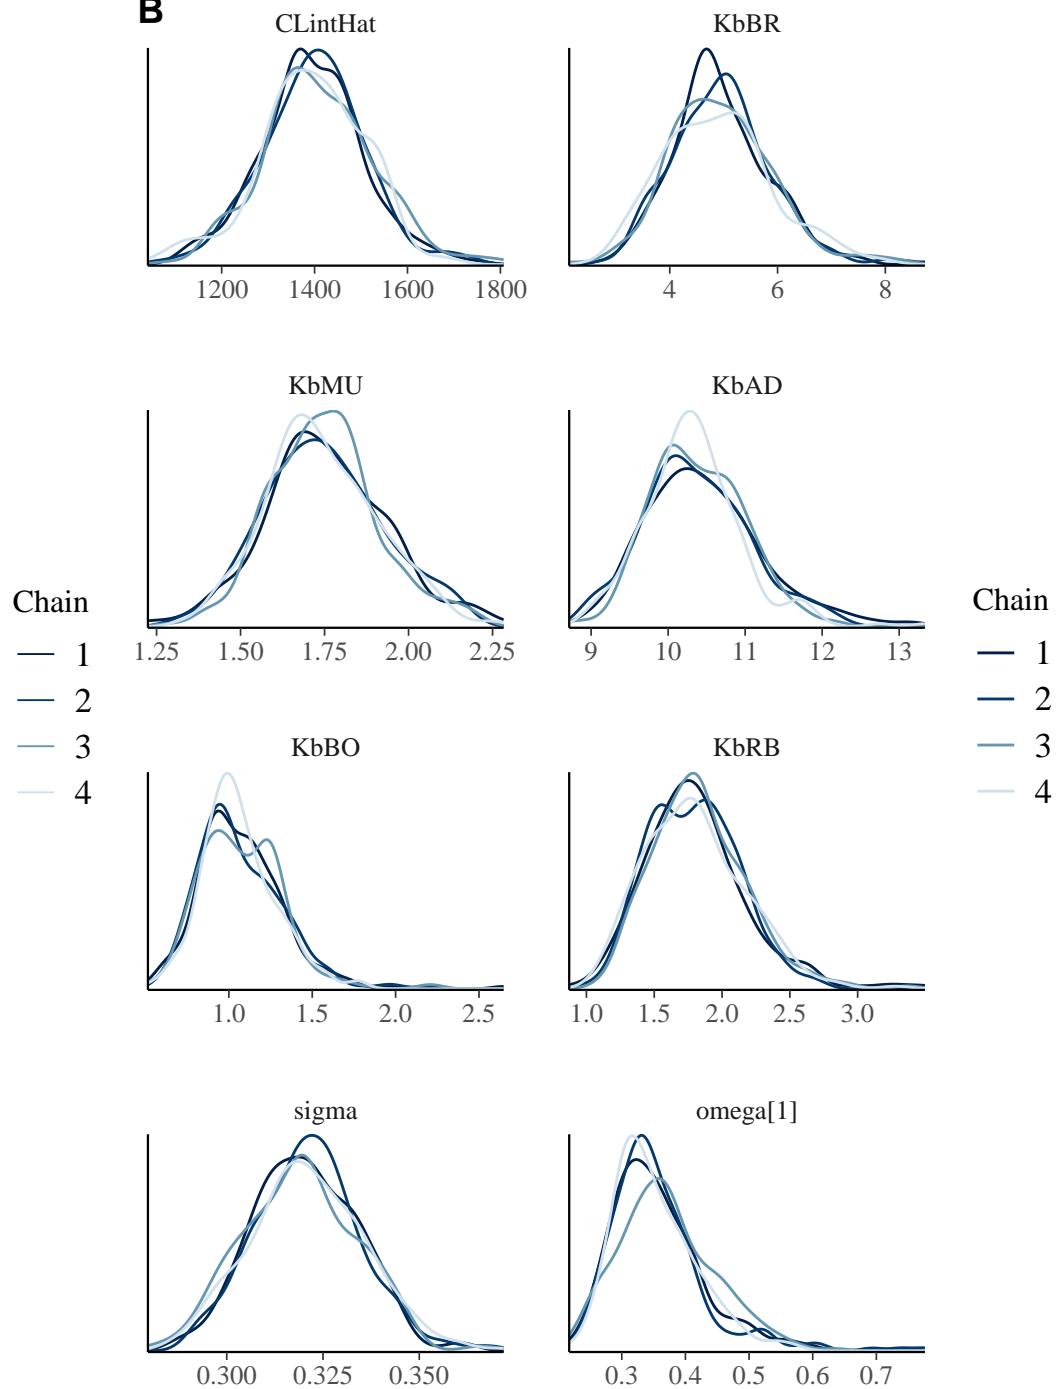 B
CLintHat
KbBR
1200 1400 1600 1800
4 6 8
KbMU
KbAD
1.25 1.50 1.75 2.00 2.25
9 10 11 12 13
Chain
1
2
3
4
Chain
1
2
3
4
KbBO
KbRB
1.0 1.5 2.0 2.5
1.0 1.5 2.0 2.5 3.0
sigma
omega[1]
0.300 0.325 0.350
0.3 0.4 0.5 0.6 0.7